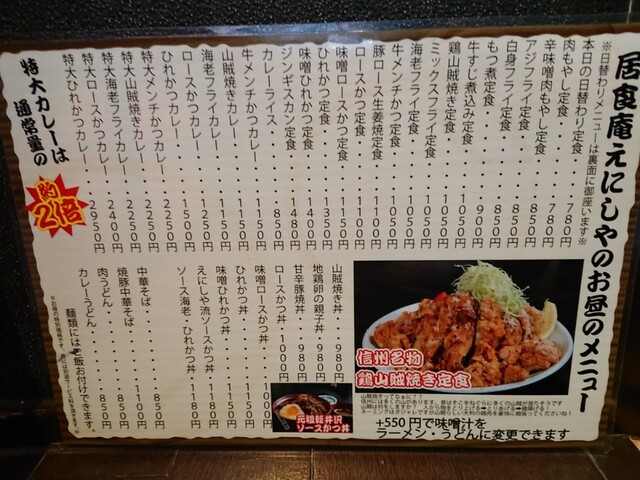 居食庵えにしやのお昼のメニュー
※日替わりメニューは裏面に御座います※
本日の日替わり定食
肉もやし定食・・・・780円
辛味噌肉もやし定食・・780円
アジフライ定食・・・・850円
白身フライ定食・・・・850円
もつ煮定食・・・・850円
牛すじ煮込み定食・・・900円
鶏山賊焼き定食・・・1050円
ミックスフライ定食・・1050円
海老フライ定食・・・1050円
牛メンチかつ定食・・1050円
豚ロース生姜焼定食・・1100円
ロースかつ定食・・・1100円
味噌ロースかつ定食・・1150円
ひれかつ定食・・・1350円
味噌ひれかつ定食・・1400円
ジンギスカン定食・・1480円
カレーライス・・・・850円
牛メンチかつカレー・・1150円
山賊焼きカレー・・・1150円
海老フライカレー・・1250円
ロースかつカレー・・1150円
ひれかつカレー・・・1500円
特大メンチかつカレー・・2250円
特大山賊焼きカレー・・2250円
特大海老フライカレー・・2400円
特大ロースかつカレー・・2250円
特大ひれかつカレー・・2950円
特大カレーは
通常量の
約2倍
山賊焼き丼・・980円
地鶏卵の親子丼・・980円
甘辛豚焼丼・・・980円
ロースかつ丼・・1000円
味噌ロースかつ丼・・1100円
ひれかつ丼・・・1150円
味噌ひれかつ丼・・1200円
えにしや流ソースかつ丼・・1180円
ソース海老・ひれかつ丼・・1180円
中華そば・・・・850円
焼豚中華そば・・・1150円
肉うどん・・・・850円
カレーうどん・・・850円
麺類にはご飯お付けできます。
信州名物
鶏山賊焼き定食
元祖軽井沢
ソースかつ丼
山賊焼きってなぁに??
+550円で味噌汁を
ラーメン・うどんに変更できます